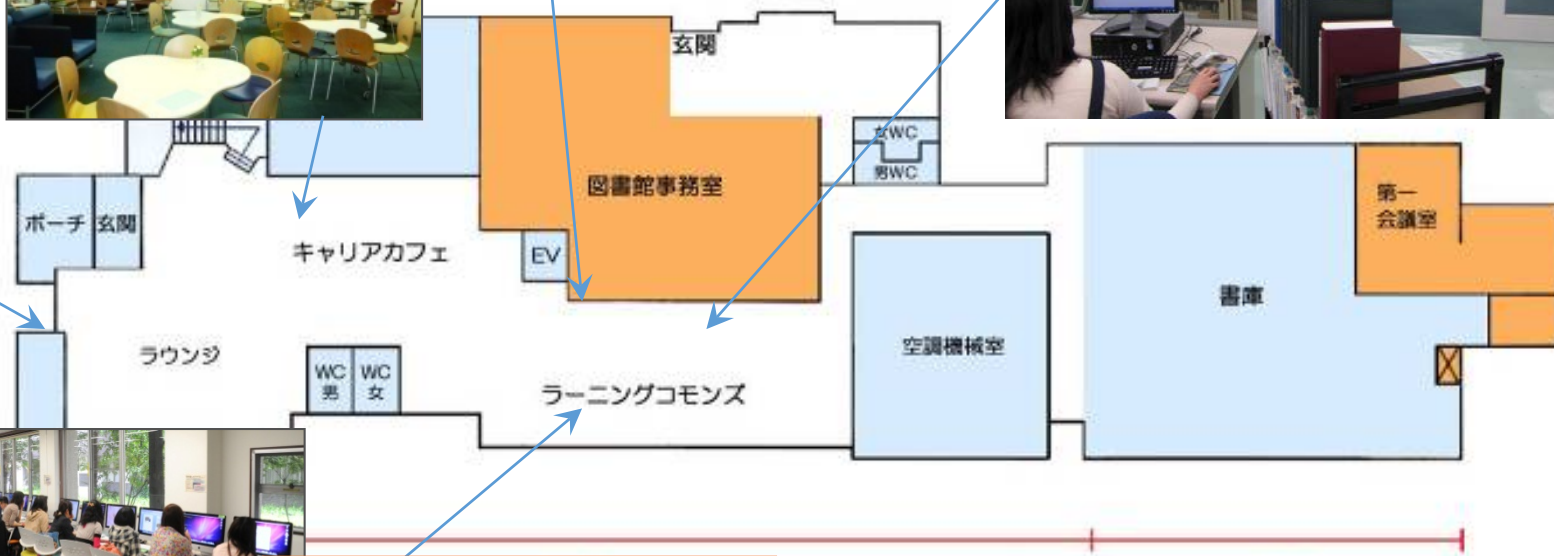 玄関
女WC
男WC
図書館事務室
第一
会議室
ポーチ
玄関
キャリアカフェ
EV
書庫
空調機械室
ラウンジ
WC
男
WC
女
ラーニングコモンズ